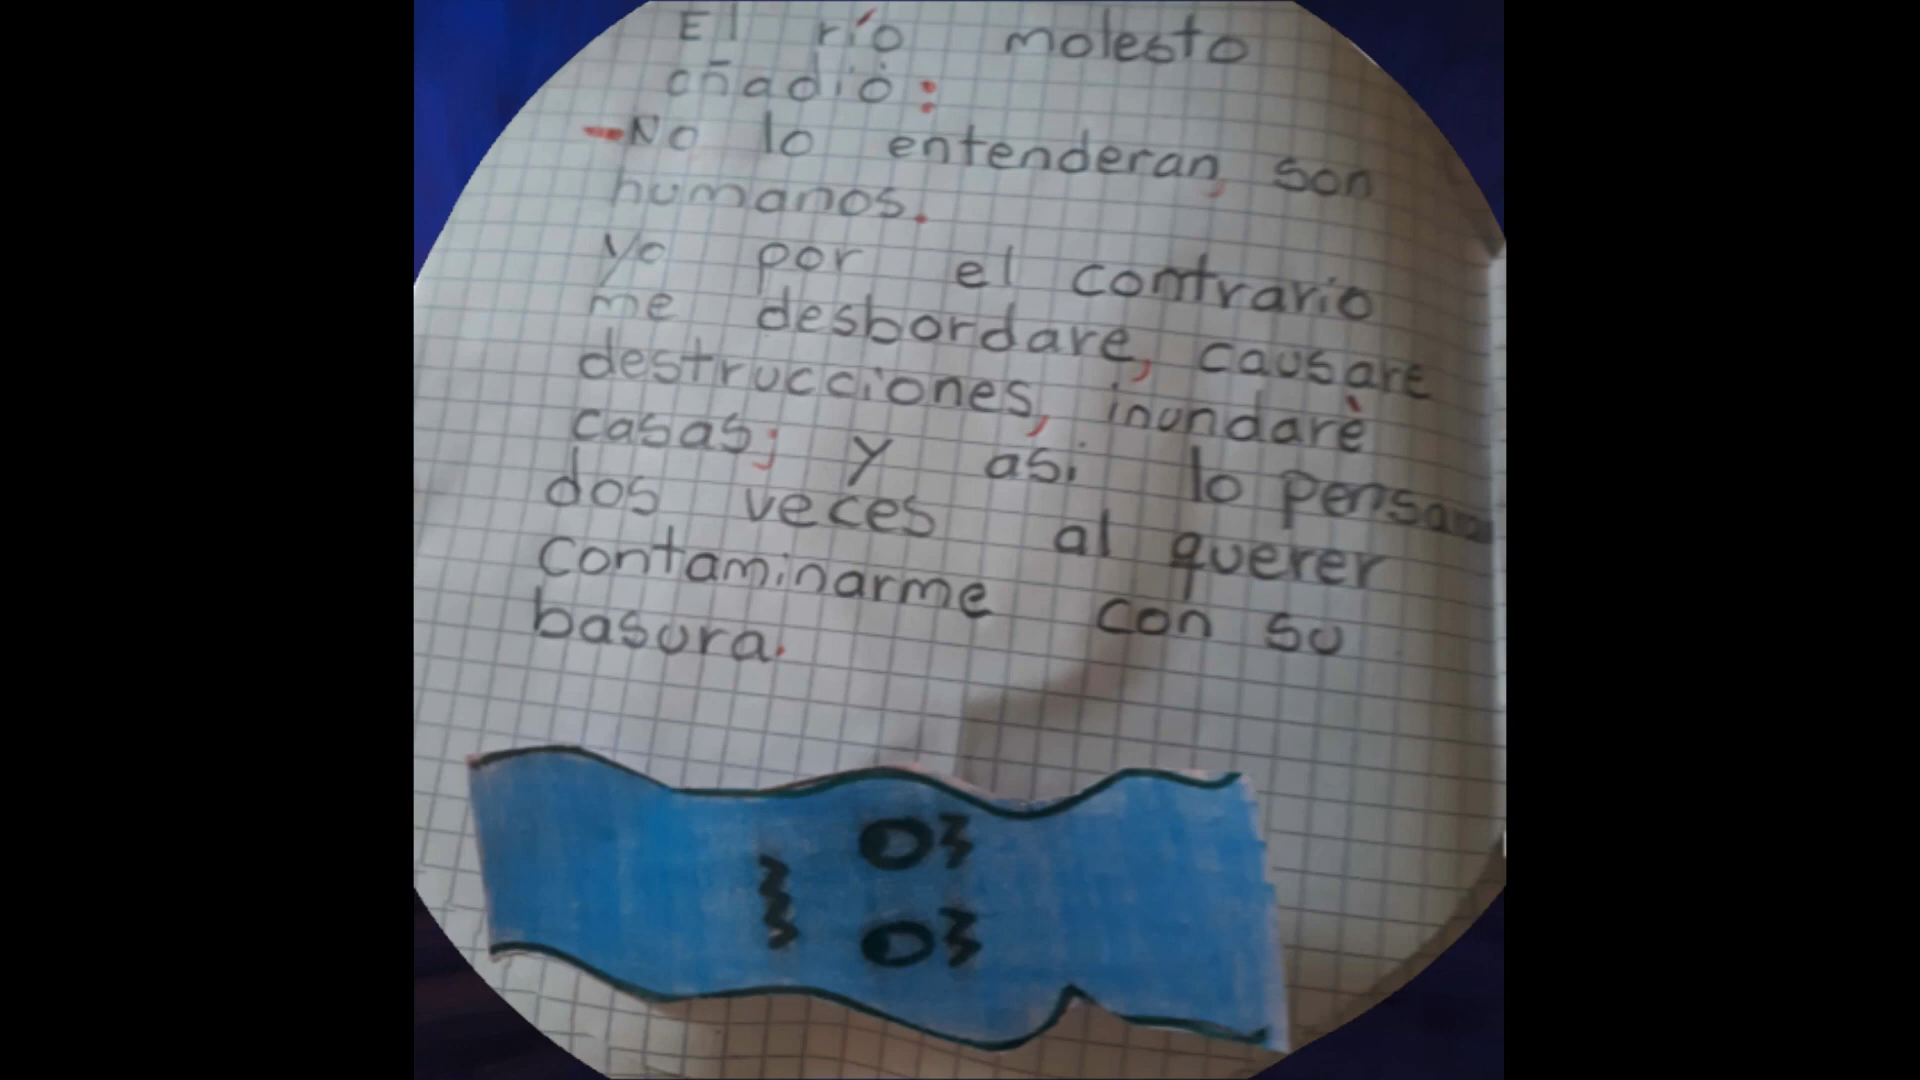 El río molesto
añadió:
-No lo entenderan, son
humanos.
yo por el contrario
me desbordare, causare
destrucciones, inundarè
casas; y asi lo pensaran
dos veces al querer
contaminarme con su
basura.